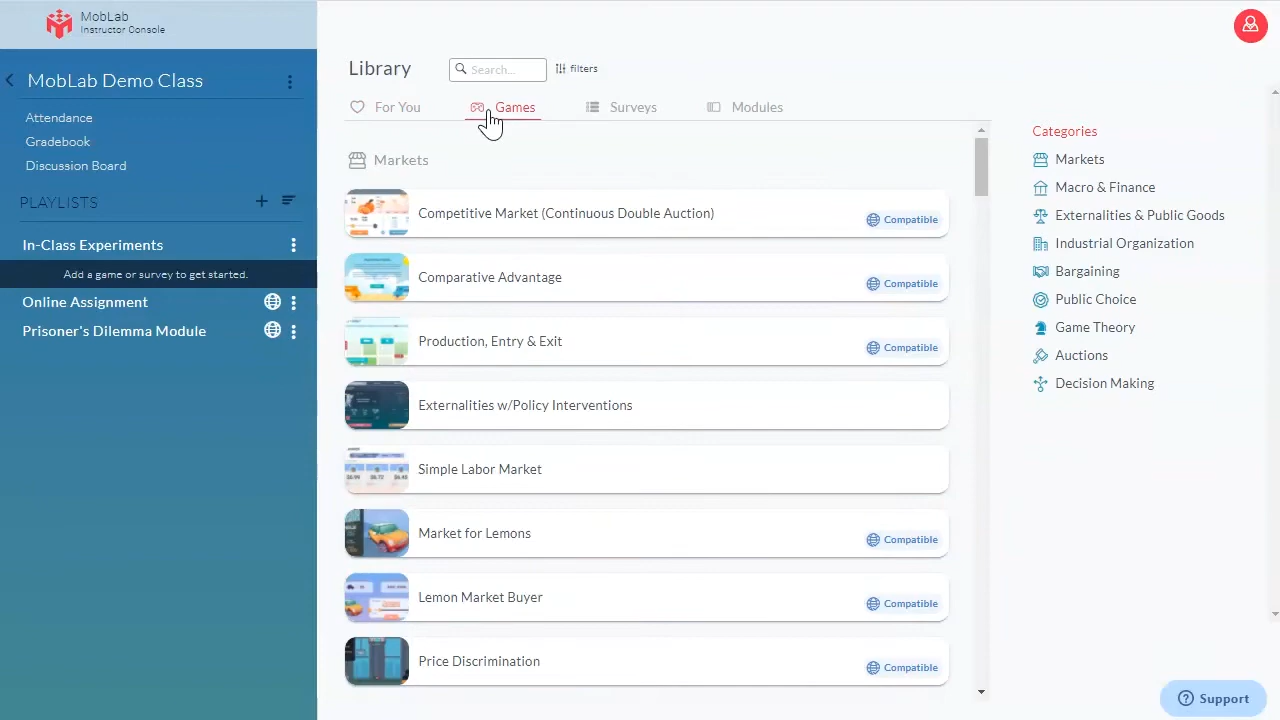 MobLab
Instructor Console
MobLab Demo Class
Attendance
Gradebook
Discussion Board
PLAYLISTS
In-Class Experiments
Add a game or survey to get started.
Online Assignment
Prisoner's Dilemma Module
Library
Search...
filters
For You
Games
Surveys
Modules
Markets
Competitive Market (Continuous Double Auction)
Compatible
Comparative Advantage
Compatible
Production, Entry & Exit
Compatible
Externalities w/Policy Interventions
Simple Labor Market
Market for Lemons
Compatible
Lemon Market Buyer
Compatible
Price Discrimination
Compatible
Categories
Markets
Macro & Finance
Externalities & Public Goods
Industrial Organization
Bargaining
Public Choice
Game Theory
Auctions
Decision Making
Support